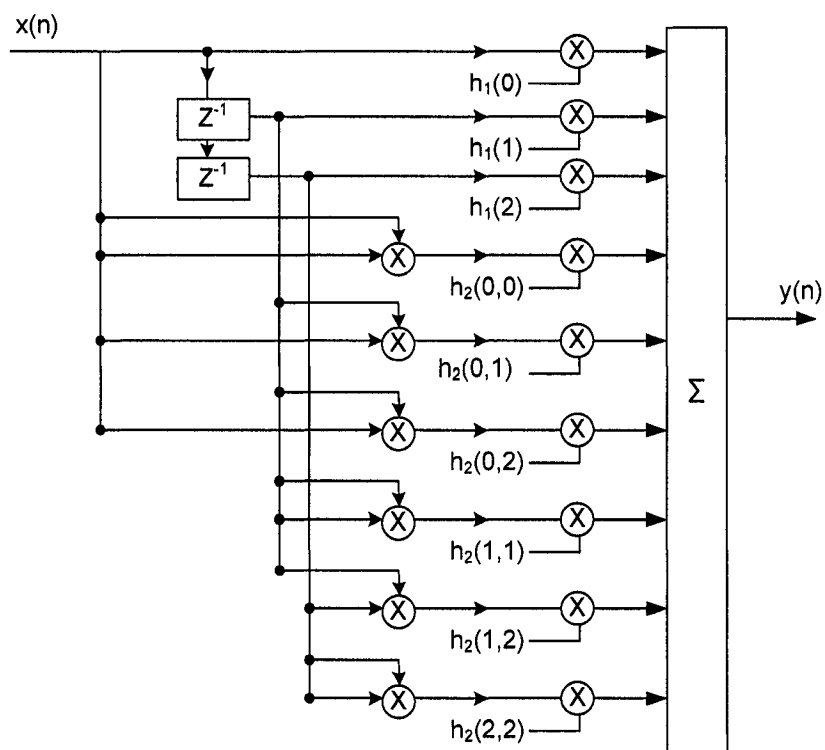 x(n)
X
h₁(0)
Z⁻¹
X
h₁(1)
Z⁻¹
X
h₁(2)
X
X
h₂(0,0)
y(n)
X
X
h₂(0,1)
Σ
X
X
h₂(0,2)
X
X
h₂(1,1)
X
X
h₂(1,2)
X
X
h₂(2,2)